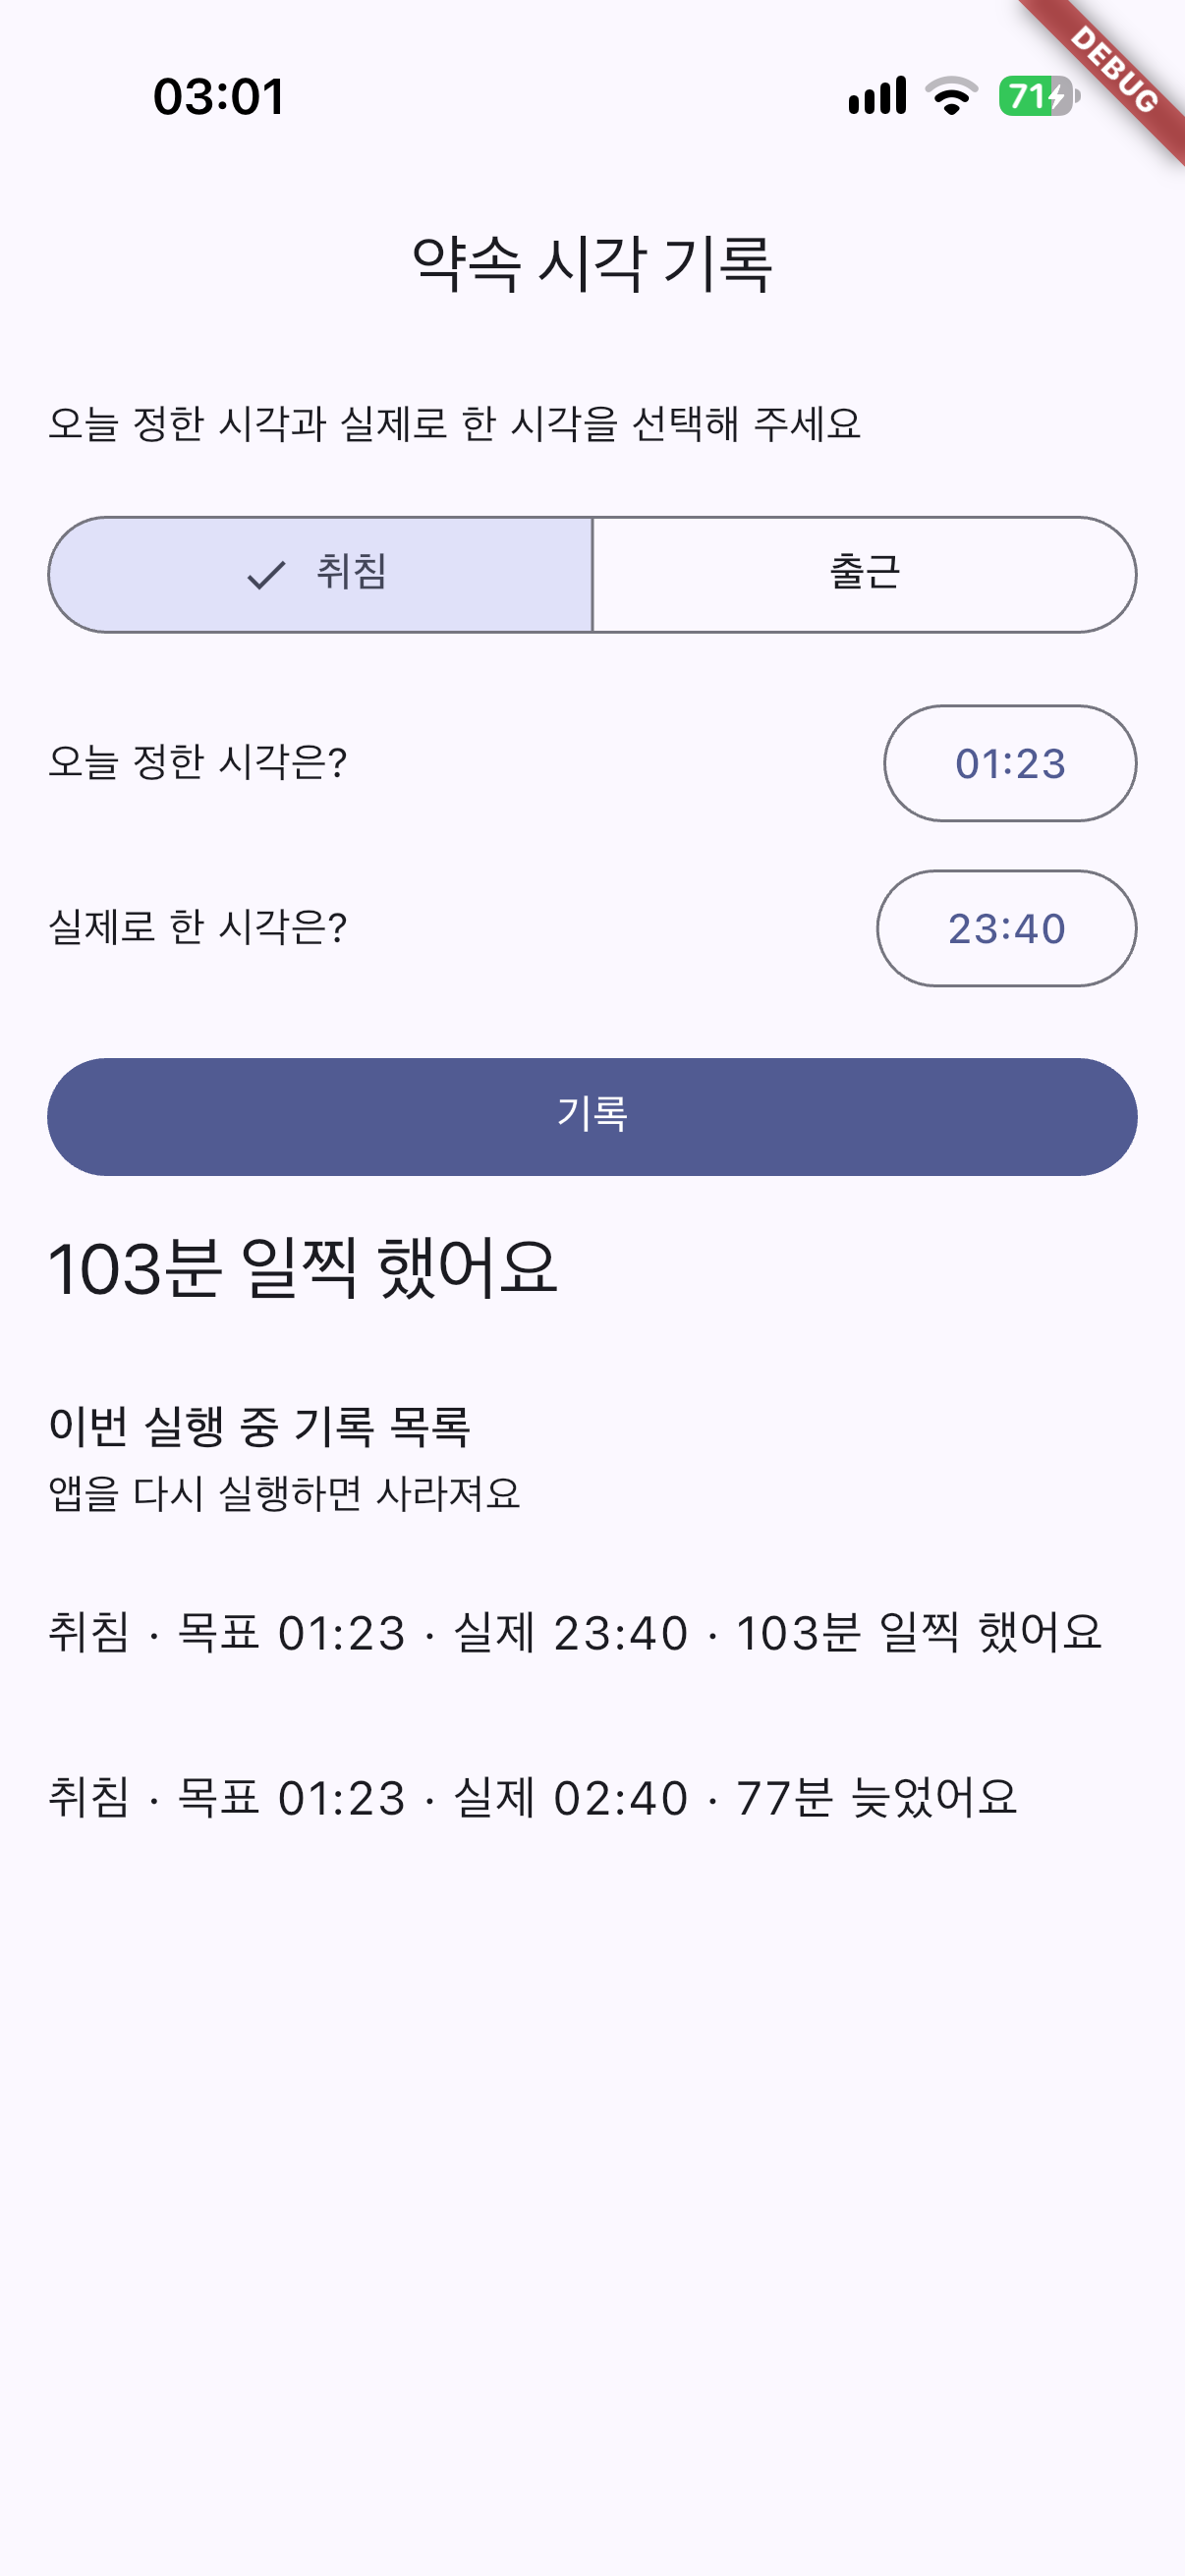 03:01
71
DEBUG
약속 시각 기록
오늘 정한 시각과 실제로 한 시각을 선택해 주세요
취침
출근
오늘 정한 시각은?
01:23
실제로 한 시각은?
23:40
기록
103분 일찍 했어요
이번 실행 중 기록 목록
앱을 다시 실행하면 사라져요
취침 · 목표 01:23 · 실제 23:40 · 103분 일찍 했어요
취침 · 목표 01:23 · 실제 02:40 · 77분 늦었어요